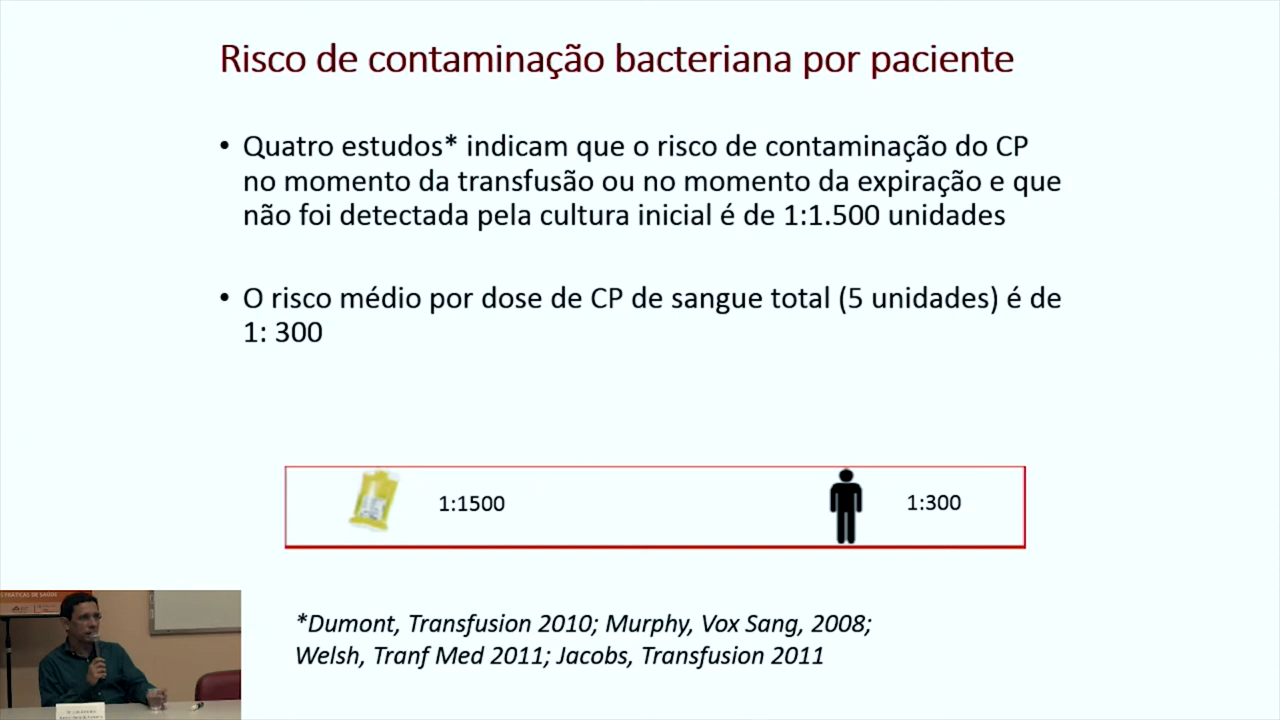 Risco de contaminação bacteriana por paciente
• Quatro estudos* indicam que o risco de contaminação do CP
no momento da transfusão ou no momento da expiração e que
não foi detectada pela cultura inicial é de 1:1.500 unidades
• O risco médio por dose de CP de sangue total (5 unidades) é de
1: 300
1:1500
1:300
*Dumont, Transfusion 2010; Murphy, Vox Sang, 2008;
Welsh, Tranf Med 2011; Jacobs, Transfusion 2011
PRÁTICAS DE SAÚDE